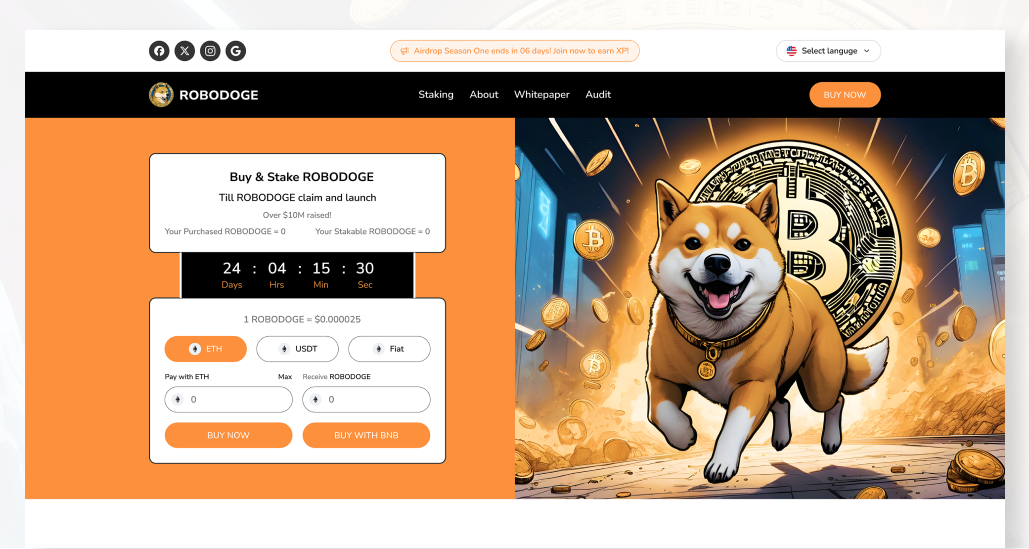 Airdrop Season One ends in 06 days! Join now to earn XP!
Select languge
ROBODOGE
Staking About Whitepaper Audit
BUY NOW
Buy & Stake ROBODOGE
Till ROBODOGE claim and launch
Over $10M raised!
Your Purchased ROBODOGE = 0 Your Stakable ROBODOGE = 0
24 : 04 : 15 : 30
Days Hrs Min Sec
1 ROBODOGE = $0.000025
ETH USDT Fiat
Pay with ETH Max Receive ROBODOGE
0 0
BUY NOW BUY WITH BNB